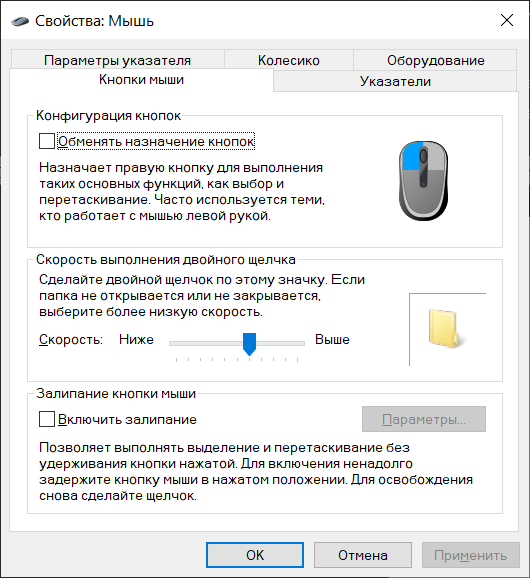 Свойства: Мышь
Параметры указателя
Колесико
Оборудование
Кнопки мыши
Указатели
Конфигурация кнопок
Обменять назначение кнопок
Назначает правую кнопку для выполнения
таких основных функций, как выбор и
перетаскивание. Часто используется теми,
кто работает с мышью левой рукой.
Скорость выполнения двойного щелчка
Сделайте двойной щелчок по этому значку. Если
папка не открывается или не закрывается,
выберите более низкую скорость.
Скорость: Ниже Выше
Залипание кнопки мыши
Включить залипание
Параметры...
Позволяет выполнять выделение и перетаскивание без
удерживания кнопки нажатой. Для включения ненадолго
задержите кнопку мыши в нажатом положении. Для освобождения
снова сделайте щелчок.
OK Отмена Применить